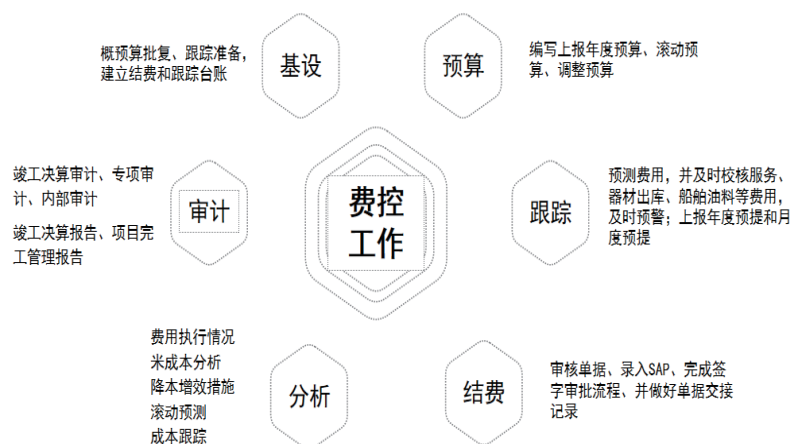 概预算批复、跟踪准备，
建立结费和跟踪台账
基设
预算
编写上报年度预算、滚动预
算、调整预算
竣工决算审计、专项审
计、内部审计
竣工决算报告、项目完
工管理报告
审计
费控
工作
跟踪
预测费用，并及时校核服务、
器材出库、船舶油料等费用，
及时预警；上报年度预提和月
度预提
费用执行情况
米成本分析
降本增效措施
滚动预测
成本跟踪
分析
结费
审核单据、录入SAP、完成签
字审批流程、并做好单据交接
记录